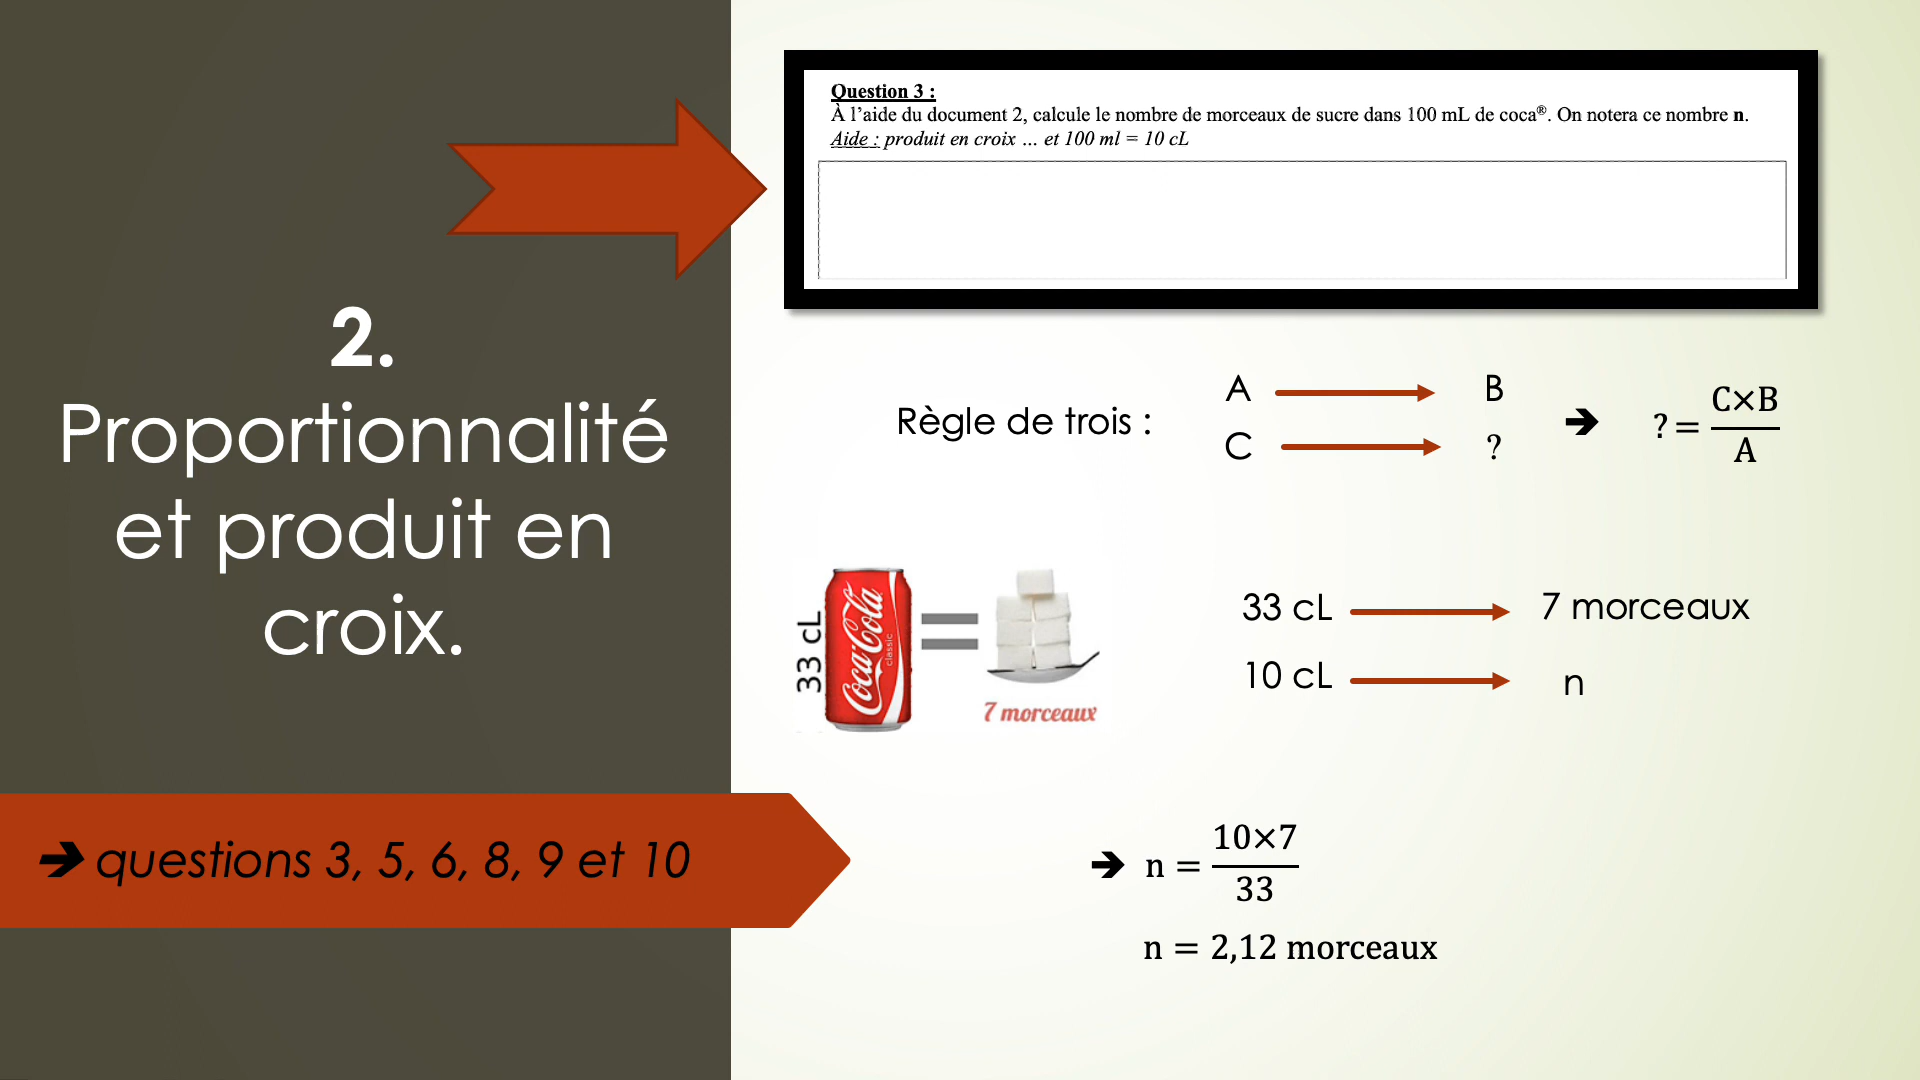 2.
Proportionnalité
et produit en
croix.
➔ questions 3, 5, 6, 8, 9 et 10
Question 3 :
À l’aide du document 2, calcule le nombre de morceaux de sucre dans 100 mL de coca®. On notera ce nombre n.
Aide : produit en croix ... et 100 ml = 10 cL
Règle de trois :
A B
C ?
➔ ? = C×B / A
33 cL
Coca-Cola
classic
=
7 morceaux
33 cL 7 morceaux
10 cL n
➔ n = 10×7 / 33
n = 2,12 morceaux